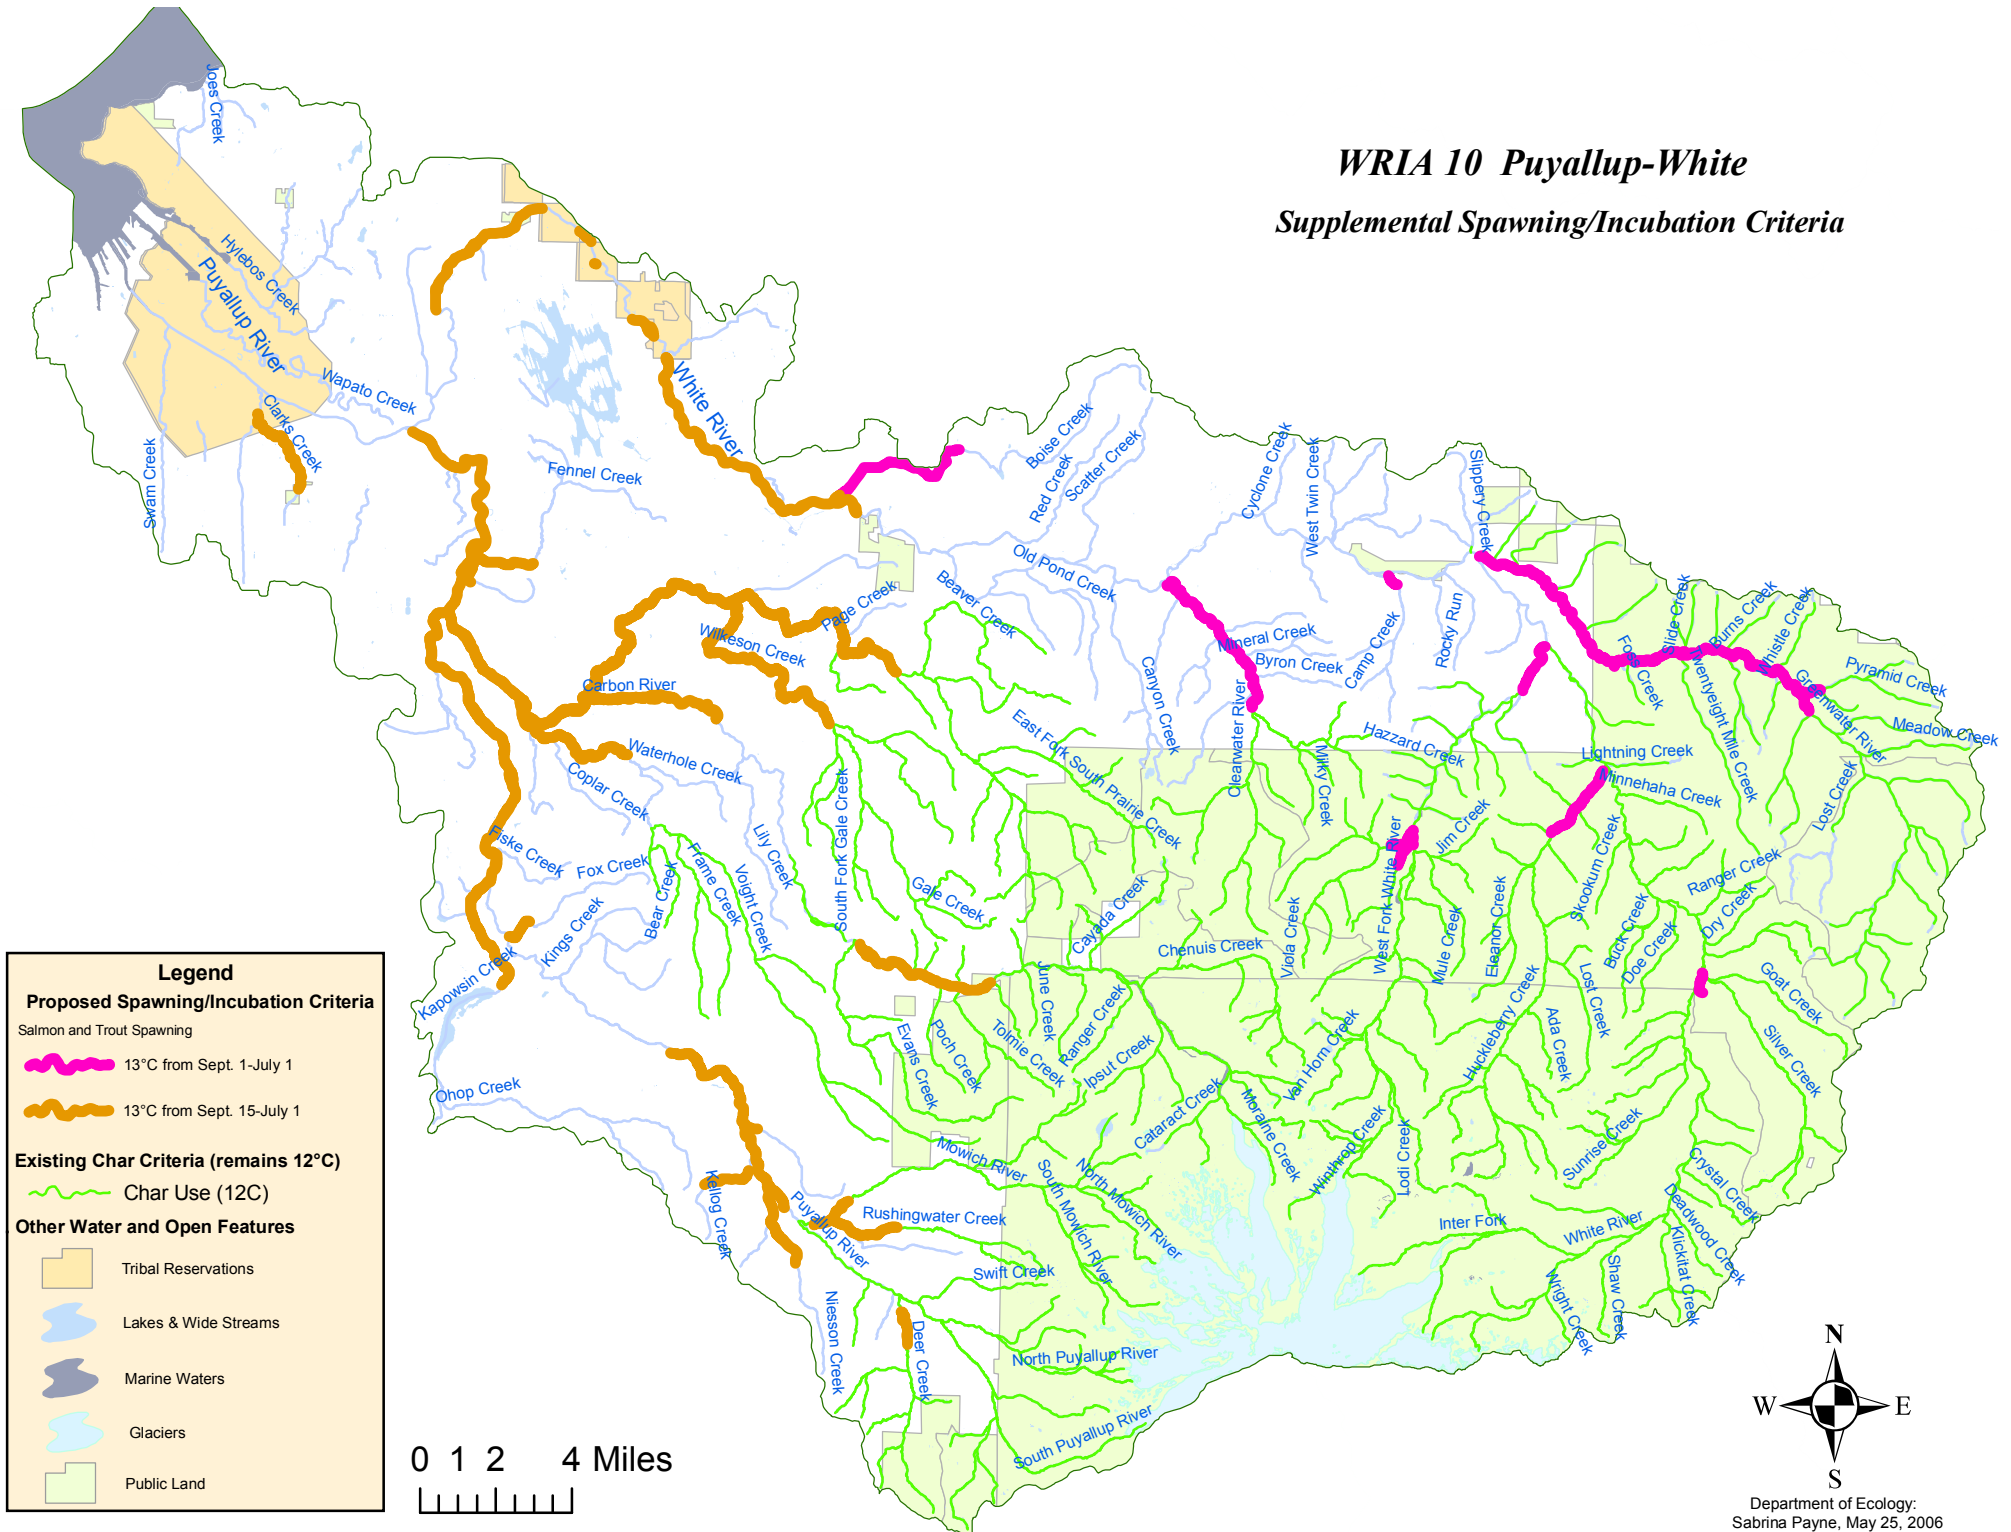 WRIA 10 Puyallup-White
Supplemental Spawning/Incubation Criteria
Joes Creek
Hylebos Creek
Puyallup River
Wapato Creek
Clarks Creek
Swam Creek
Fennel Creek
White River
Boise Creek
Red Creek
Scatter Creek
Cyclone Creek
West Twin Creek
Slippery Creek
Old Pond Creek
Beaver Creek
Page Creek
Wilkeson Creek
Carbon River
Mineral Creek
Byron Creek
Camp Creek
Rocky Run
Canyon Creek
Clearwater River
Foss Creek
Slide Creek
Burns Creek
Whistle Creek
Twentyeight Mile Creek
Greenwater River
Pyramid Creek
Meadow Creek
Lost Creek
Lightning Creek
Minnehaha Creek
Hazzard Creek
Milky Creek
East Fork South Prairie Creek
Waterhole Creek
Coplar Creek
Lily Creek
South Fork Gale Creek
Gale Creek
Fiske Creek
Fox Creek
Frame Creek
Voight Creek
Bear Creek
Kings Creek
Kapowsin Creek
Ohop Creek
Cayada Creek
Chenuis Creek
Viola Creek
West Fork White River
Jim Creek
Mule Creek
Eleanor Creek
Skookum Creek
Buck Creek
Doe Creek
Ranger Creek
Dry Creek
Goat Creek
Silver Creek
Lost Creek
Ada Creek
Huckleberry Creek
Van Horn Creek
June Creek
Ranger Creek
Tolmie Creek
Poch Creek
Evans Creek
Ipsut Creek
Cataract Creek
Moraine Creek
Winthrop Creek
Lodi Creek
Sunrise Creek
Crystal Creek
Deadwood Creek
Klickitat Creek
Shaw Creek
Wright Creek
White River
Inter Fork
Mowich River
North Mowich River
South Mowich River
Rushingwater Creek
Kellog Creek
Puyallup River
Swift Creek
Niesson Creek
Deer Creek
North Puyallup River
South Puyallup River
Legend
Proposed Spawning/Incubation Criteria
Salmon and Trout Spawning
13°C from Sept. 1-July 1
13°C from Sept. 15-July 1
Existing Char Criteria (remains 12°C)
Char Use (12C)
. Other Water and Open Features
Tribal Reservations
Lakes & Wide Streams
Marine Waters
Glaciers
Public Land
0 1 2 4 Miles
N
W E
S
Department of Ecology:
Sabrina Payne, May 25, 2006